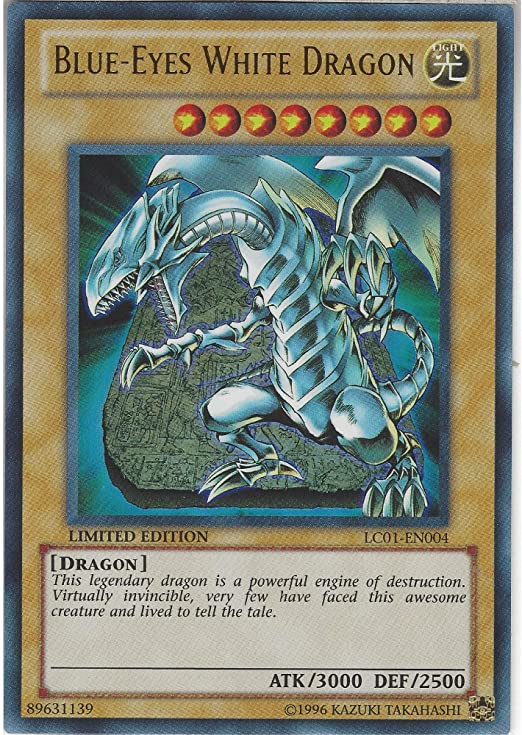 BLUE-EYES WHITE DRAGON
LIGHT
光
LIMITED EDITION
LC01-EN004
[DRAGON]
This legendary dragon is a powerful engine of destruction.
Virtually invincible, very few have faced this awesome
creature and lived to tell the tale.
ATK/3000 DEF/2500
89631139
©1996 KAZUKI TAKAHASHI